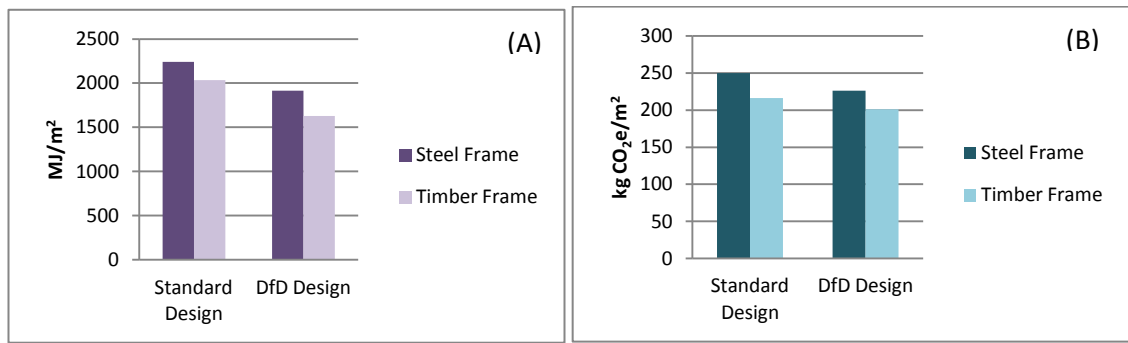 (A)
MJ/m²
2500
2000
1500
1000
500
0
Standard
Design
DfD Design
Steel Frame
Timber Frame
(B)
kg CO₂e/m²
300
250
200
150
100
50
0
Standard
Design
DfD Design
Steel Frame
Timber Frame